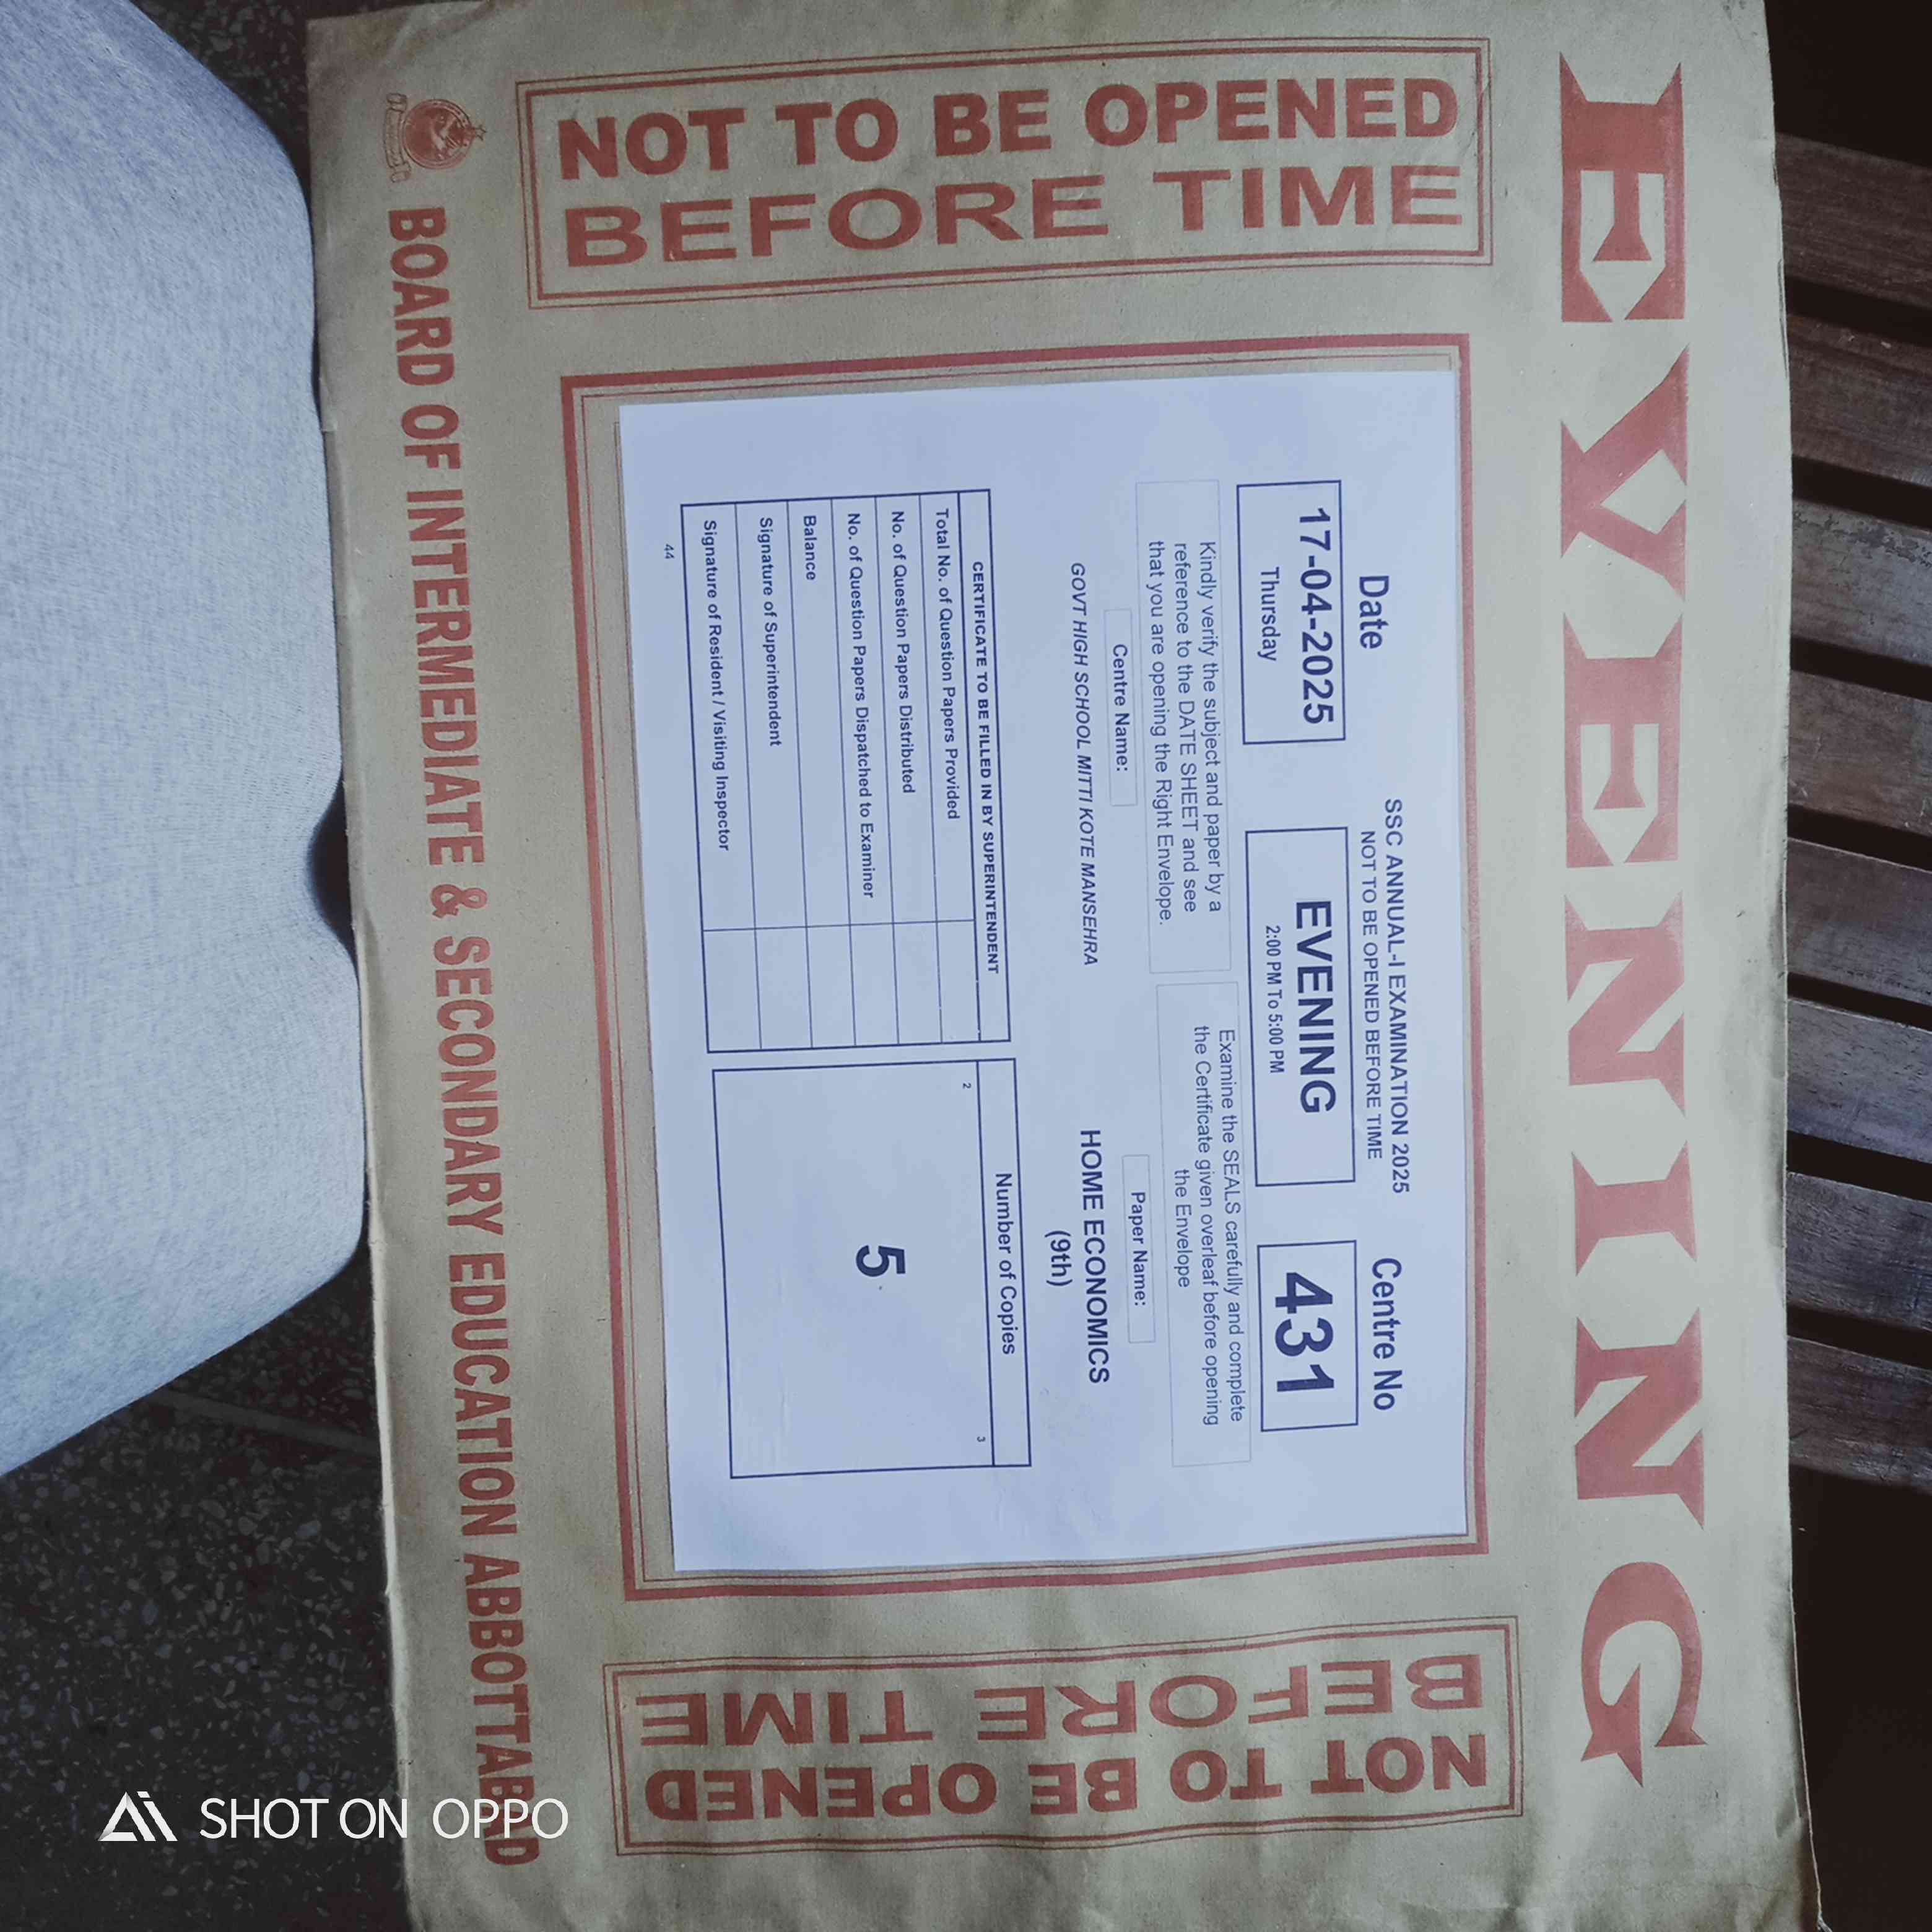 EVENING
NOT TO BE OPENED
BEFORE TIME
SSC ANNUAL-I EXAMINATION 2025
NOT TO BE OPENED BEFORE TIME
Date
17-04-2025
Thursday
EVENING
2:00 PM To 5:00 PM
Centre No
431
Kindly verify the subject and paper by a
reference to the DATE SHEET and see
that you are opening the Right Envelope.
Examine the SEALS carefully and complete
the Certificate given overleaf before opening
the Envelope
Centre Name:
GOVT HIGH SCHOOL MITTI KOTE MANSEHRA
Paper Name:
HOME ECONOMICS
(9th)
CERTIFICATE TO BE FILLED IN BY SUPERINTENDENT
Total No. of Question Papers Provided
No. of Question Papers Distributed
No. of Question Papers Dispatched to Examiner
Balance
Signature of Superintendent
Signature of Resident / Visiting Inspector
44
Number of Copies
2
3
5
NOT TO BE OPENED
BEFORE TIME
BOARD OF INTERMEDIATE & SECONDARY EDUCATION ABBOTTABAD
SHOT ON OPPO